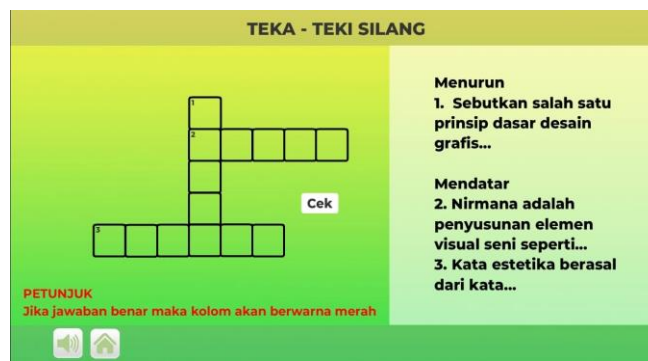 TEKA - TEKI SILANG
1
2
3
Cek
PETUNJUK
Jika jawaban benar maka kolom akan berwarna merah
Menurun
1. Sebutkan salah satu
prinsip dasar desain
grafis...
Mendatar
2. Nirmana adalah
penyusunan elemen
visual seni seperti...
3. Kata estetika berasal
dari kata...